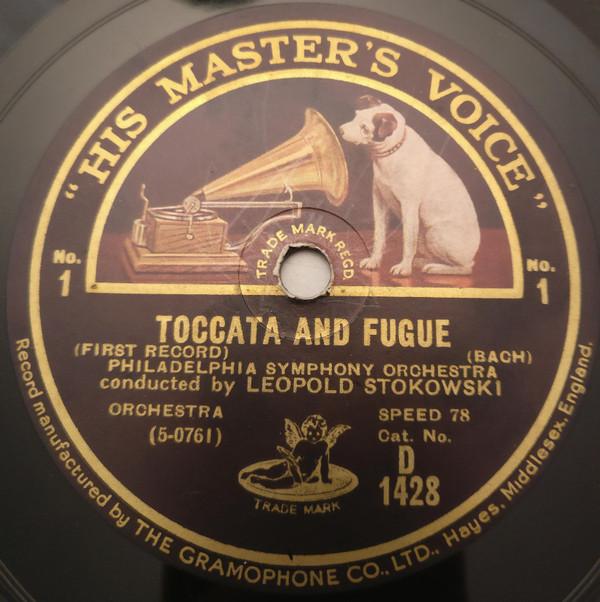 "HIS MASTER'S VOICE"
TRADE MARK REGD.
No. 1
No. 1
TOCCATA AND FUGUE
(FIRST RECORD) (BACH)
PHILADELPHIA SYMPHONY ORCHESTRA
conducted by LEOPOLD STOKOWSKI
ORCHESTRA SPEED 78
(5-0761) Cat. No.
D
1428
TRADE MARK
Record manufactured by THE GRAMOPHONE CO., LTD., Hayes, Middlesex, England.